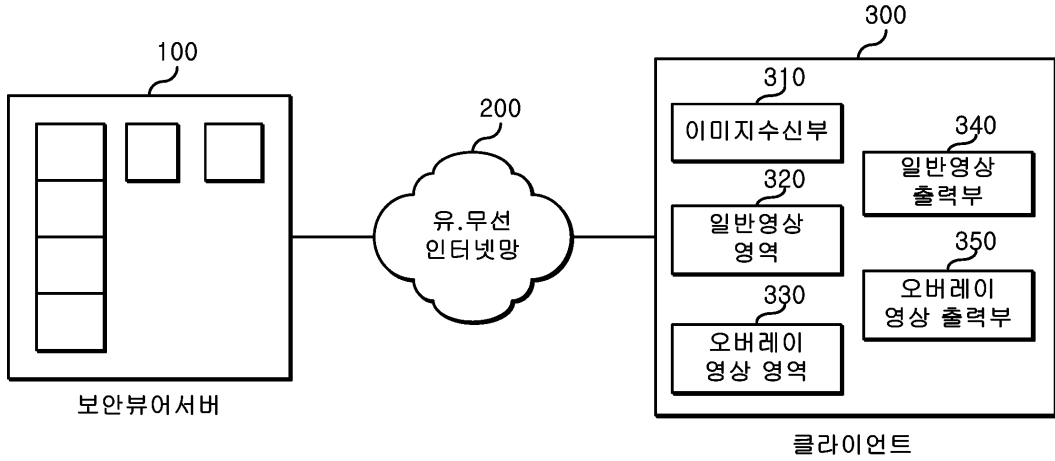 100
보안뷰어서버
200
유.무선
인터넷망
300
310
이미지수신부
320
일반영상
영역
330
오버레이
영상 영역
340
일반영상
출력부
350
오버레이
영상 출력부
클라이언트